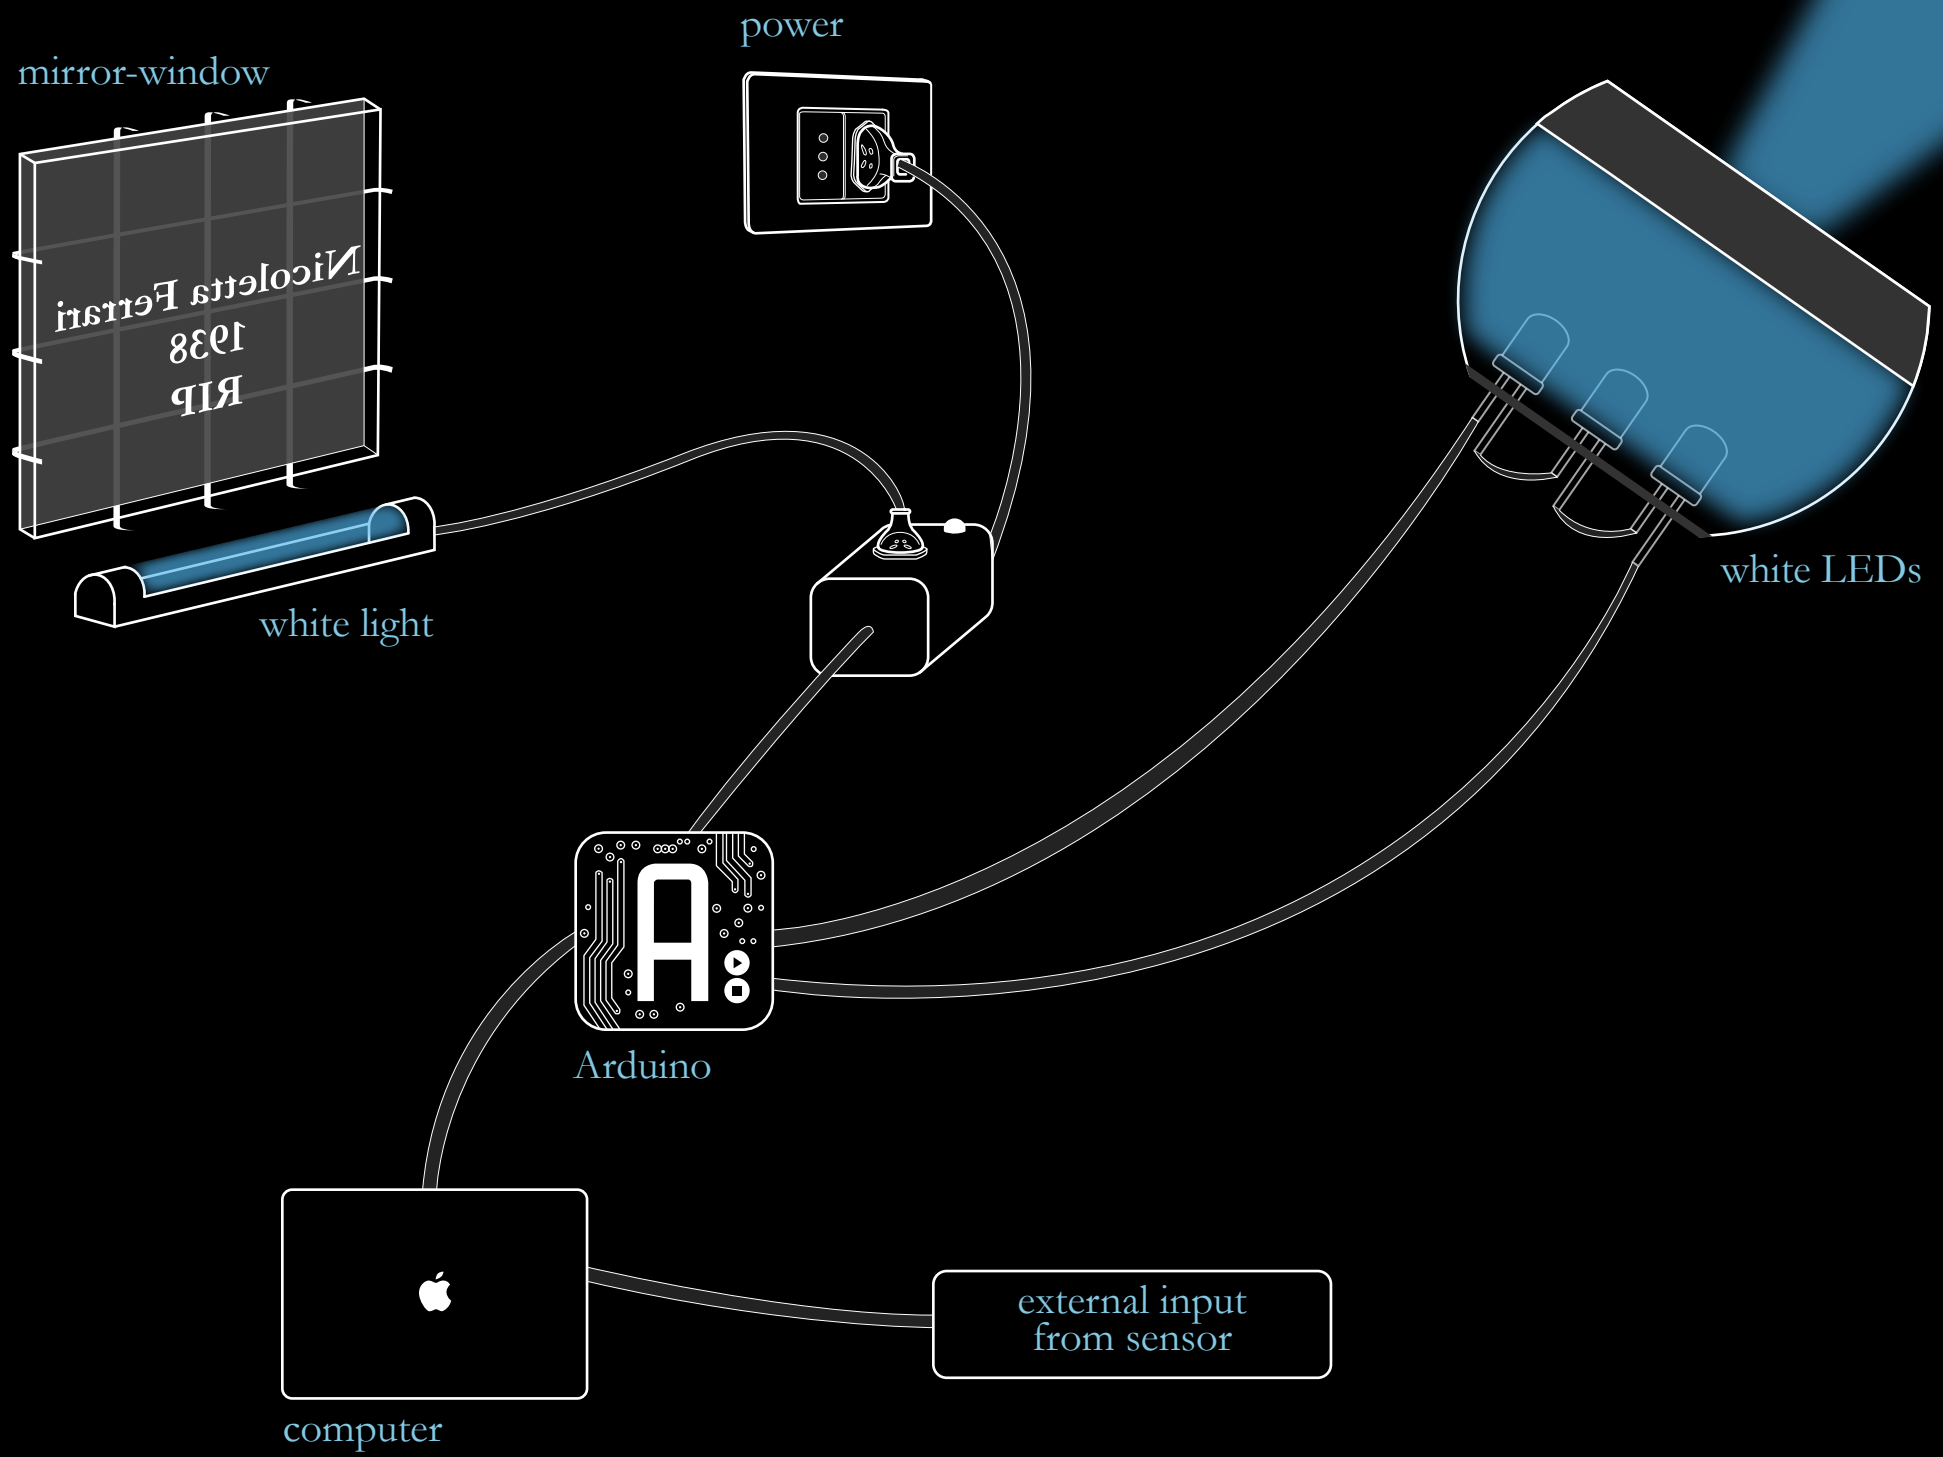 power
mirror-window
Nicoletta Ferrari
1938
RIP
white LEDs
white light
A
Arduino
external input
from sensor
computer